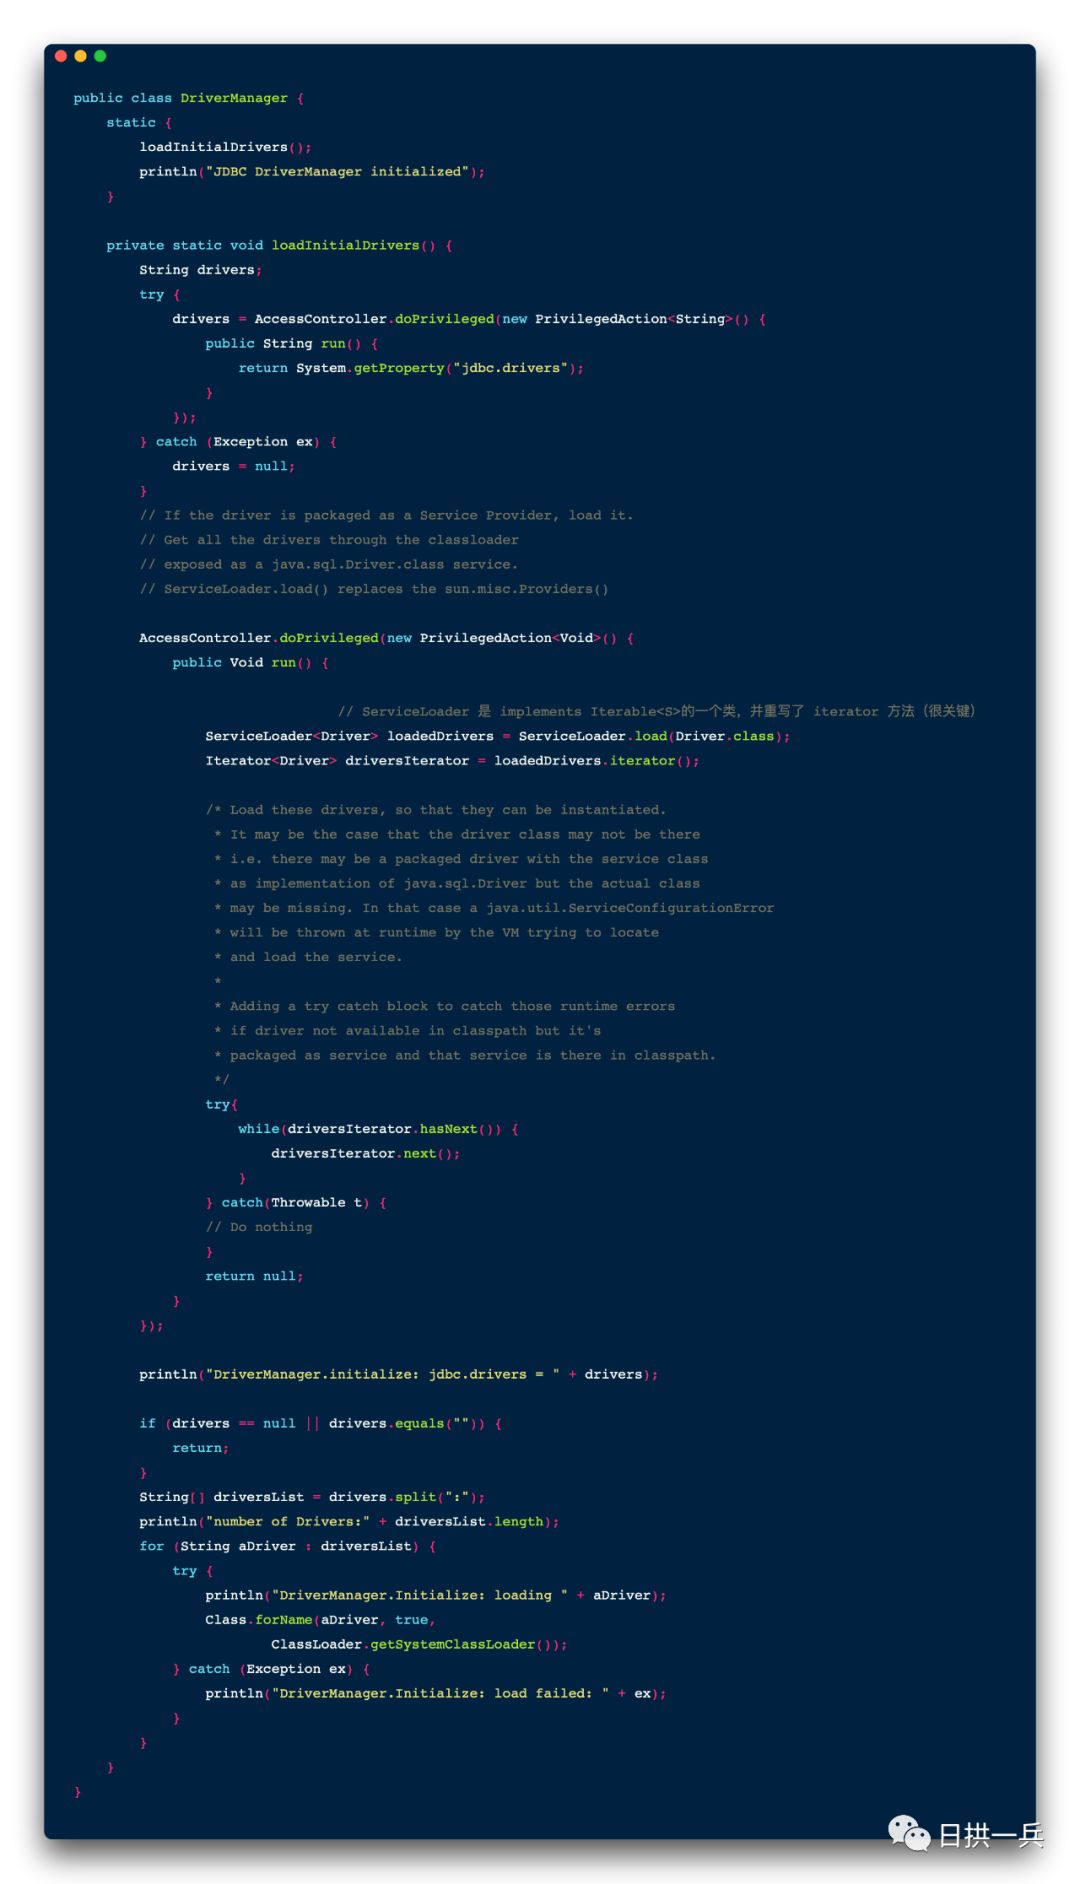 public class DriverManager {
    static {
        loadInitialDrivers();
        println("JDBC DriverManager initialized");
    }

    private static void loadInitialDrivers() {
        String drivers;
        try {
            drivers = AccessController.doPrivileged(new PrivilegedAction<String>() {
                public String run() {
                    return System.getProperty("jdbc.drivers");
                }
            });
        } catch (Exception ex) {
            drivers = null;
        }
        // If the driver is packaged as a Service Provider, load it.
        // Get all the drivers through the classloader
        // exposed as a java.sql.Driver.class service.
        // ServiceLoader.load() replaces the sun.misc.Providers()

        AccessController.doPrivileged(new PrivilegedAction<Void>() {
            public Void run() {

                                // ServiceLoader 是 implements Iterable<S>的一个类，并重写了 iterator 方法（很关键）
                ServiceLoader<Driver> loadedDrivers = ServiceLoader.load(Driver.class);
                Iterator<Driver> driversIterator = loadedDrivers.iterator();

                /* Load these drivers, so that they can be instantiated.
                 * It may be the case that the driver class may not be there
                 * i.e. there may be a packaged driver with the service class
                 * as implementation of java.sql.Driver but the actual class
                 * may be missing. In that case a java.util.ServiceConfigurationError
                 * will be thrown at runtime by the VM trying to locate
                 * and load the service.
                 *
                 * Adding a try catch block to catch those runtime errors
                 * if driver not available in classpath but it's
                 * packaged as service and that service is there in classpath.
                 */
                try{
                    while(driversIterator.hasNext()) {
                        driversIterator.next();
                    }
                } catch(Throwable t) {
                // Do nothing
                }
                return null;
            }
        });

        println("DriverManager.initialize: jdbc.drivers = " + drivers);

        if (drivers == null || drivers.equals("")) {
            return;
        }
        String[] driversList = drivers.split(":");
        println("number of Drivers:" + driversList.length);
        for (String aDriver : driversList) {
            try {
                println("DriverManager.Initialize: loading " + aDriver);
                Class.forName(aDriver, true,
                        ClassLoader.getSystemClassLoader());
            } catch (Exception ex) {
                println("DriverManager.Initialize: load failed: " + ex);
            }
        }
    }
}
日拱一兵